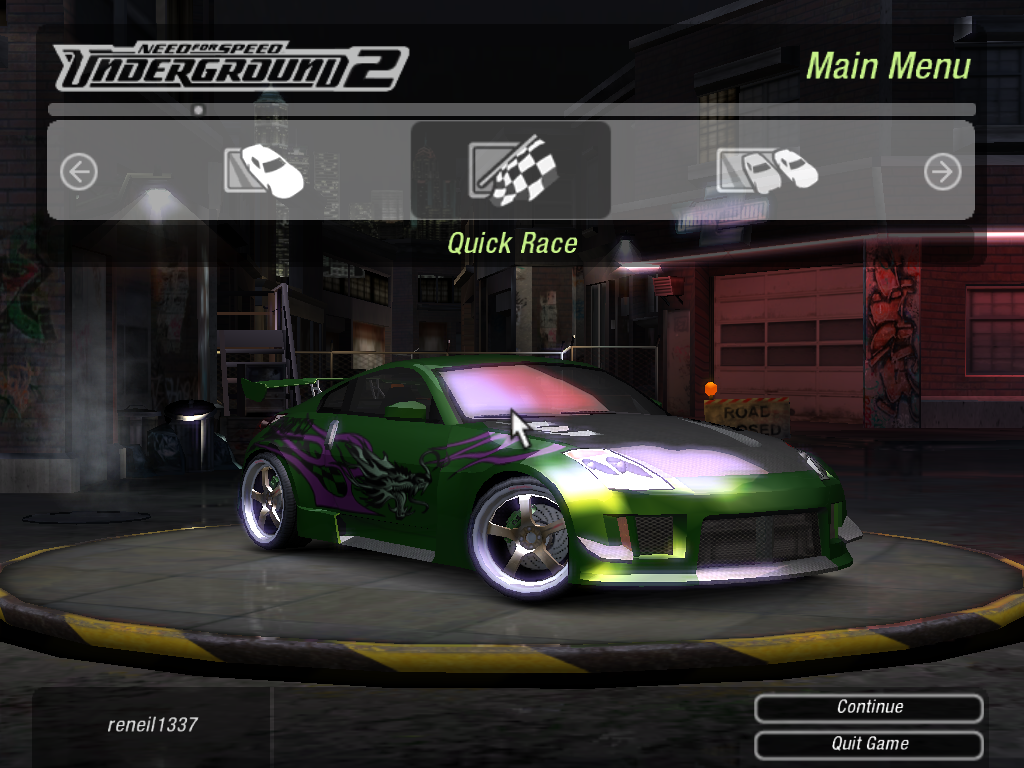 NEED FOR SPEED
UNDERGROUND 2
Main Menu
Quick Race
ROAD
reneil1337
Continue
Quit Game